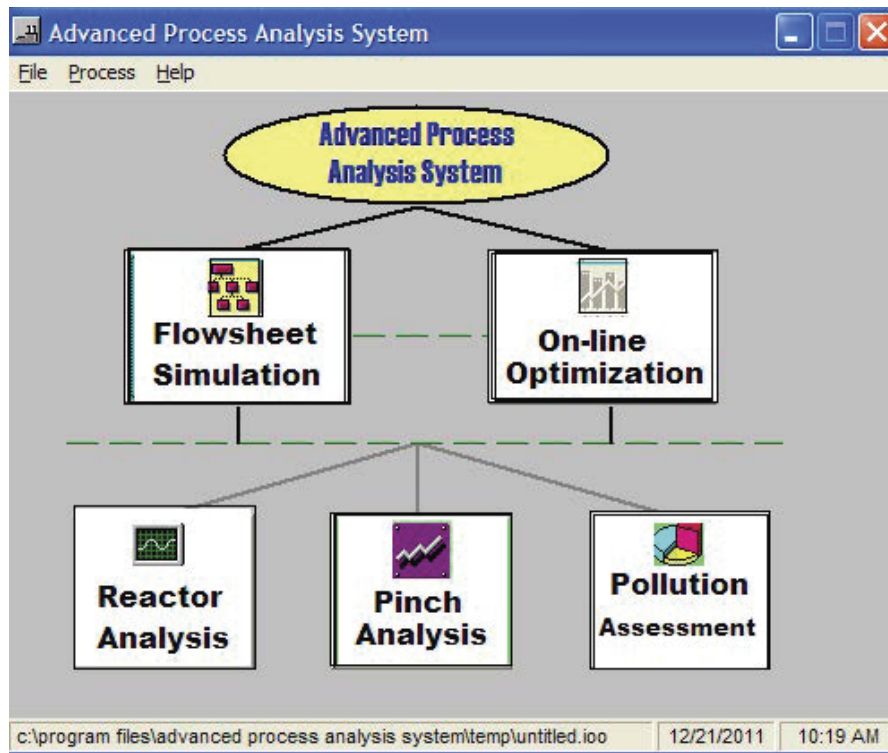 Advanced Process Analysis System
File Process Help
Advanced Process
Analysis System
Flowsheet
Simulation
On-line
Optimization
Reactor
Analysis
Pinch
Analysis
Pollution
Assessment
c:\program files\advanced process analysis system\temp\untitled.ioo 12/21/2011 10:19 AM